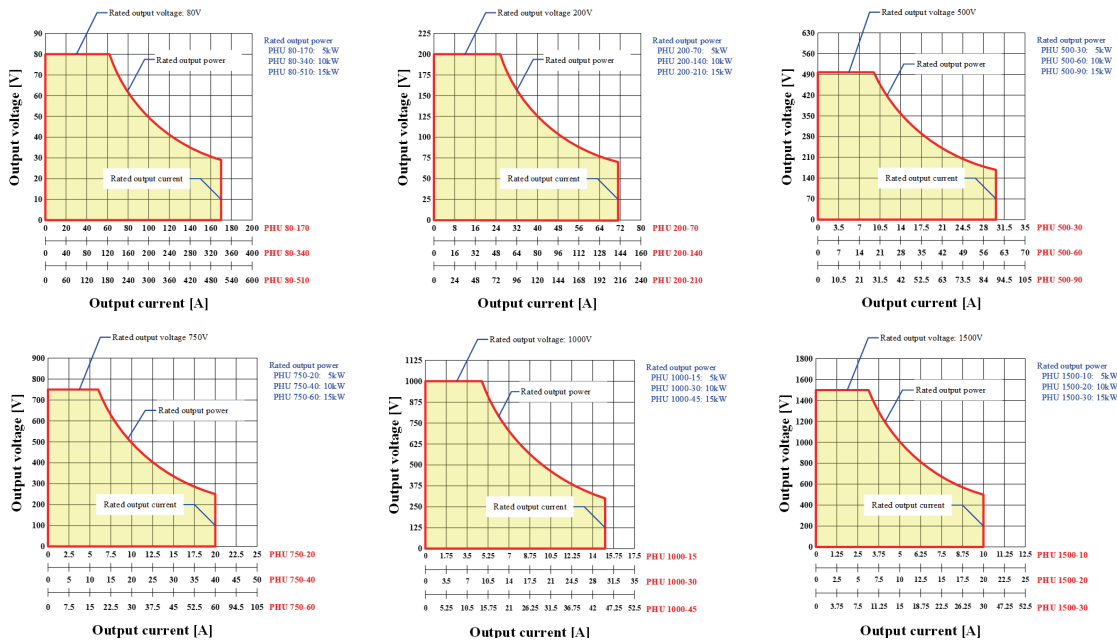 Rated output voltage: 80V
Output voltage [V]
90
80
70
60
50
40
30
20
10
0
Rated output power
Rated output current
Rated output power
PHU 80-170: 5kW
PHU 80-340: 10kW
PHU 80-510: 15kW
0 20 40 60 80 100 120 140 160 180 200 PHU 80-170
0 40 80 120 160 200 240 280 320 360 400 PHU 80-340
0 60 120 180 240 300 360 420 480 540 600 PHU 80-510
Output current [A]
Rated output voltage 200V
Output voltage [V]
225
200
175
150
125
100
75
50
25
0
Rated output power
Rated output current
Rated output power
PHU 200-70: 5kW
PHU 200-140: 10kW
PHU 200-210: 15kW
0 8 16 24 32 40 48 56 64 72 80 PHU 200-70
0 16 32 48 64 80 96 112 128 144 160 PHU 200-140
0 24 48 72 96 120 144 168 192 216 240 PHU 200-210
Output current [A]
Rated output voltage 500V
Output voltage [V]
630
560
490
420
350
280
210
140
70
0
Rated output power
Rated output current
Rated output power
PHU 500-30: 5kW
PHU 500-60: 10kW
PHU 500-90: 15kW
0 3.5 7 10.5 14 17.5 21 24.5 28 31.5 35 PHU 500-30
0 7 14 21 28 35 42 49 56 63 70 PHU 500-60
0 10.5 21 31.5 42 52.5 63 73.5 84 94.5 105 PHU 500-90
Output current [A]
Rated output voltage 750V
Output voltage [V]
900
800
700
600
500
400
300
200
100
0
Rated output power
Rated output current
Rated output power
PHU 750-20: 5kW
PHU 750-40: 10kW
PHU 750-60: 15kW
0 2.5 5 7.5 10 12.5 15 17.5 20 22.5 25 PHU 750-20
0 5 10 15 20 25 30 35 40 45 50 PHU 750-40
0 7.5 15 22.5 30 37.5 45 52.5 60 94.5 105 PHU 750-60
Output current [A]
Rated output voltage: 1000V
Output voltage [V]
1125
1000
875
750
625
500
375
250
125
0
Rated output power
Rated output current
Rated output power
PHU 1000-15: 5kW
PHU 1000-30: 10kW
PHU 1000-45: 15kW
0 1.75 3.5 5.25 7 8.75 10.5 12.25 14 15.75 17.5 PHU 1000-15
0 3.5 7 10.5 14 17.5 21 24.5 28 31.5 35 PHU 1000-30
0 5.25 10.5 15.75 21 26.25 31.5 36.75 42 47.25 52.5 PHU 1000-45
Output current [A]
Rated output voltage: 1500V
Output voltage [V]
1800
1600
1400
1200
1000
800
600
400
200
0
Rated output power
Rated output current
Rated output power
PHU 1500-10: 5kW
PHU 1500-20: 10kW
PHU 1500-30: 15kW
0 1.25 2.5 3.75 5 6.25 7.5 8.75 10 11.25 12.5 PHU 1500-10
0 2.5 5 7.5 10 12.5 15 17.5 20 22.5 25 PHU 1500-20
0 3.75 7.5 11.25 15 17.75 22.5 26.25 30 47.25 52.5 PHU 1500-30
Output current [A]